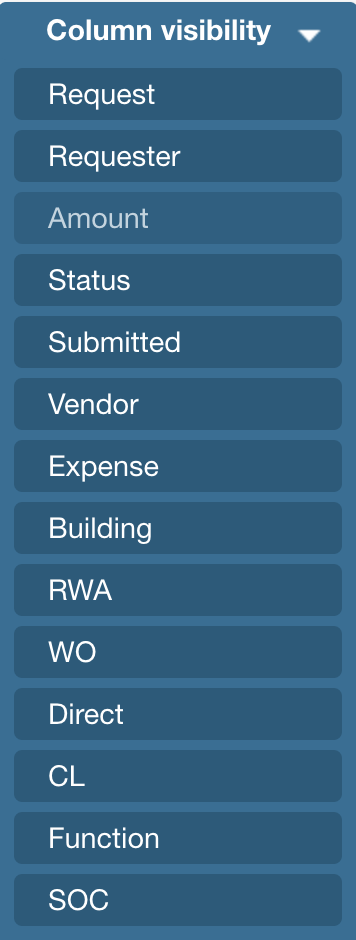 Column visibility
Request
Requester
Amount
Status
Submitted
Vendor
Expense
Building
RWA
WO
Direct
CL
Function
SOC